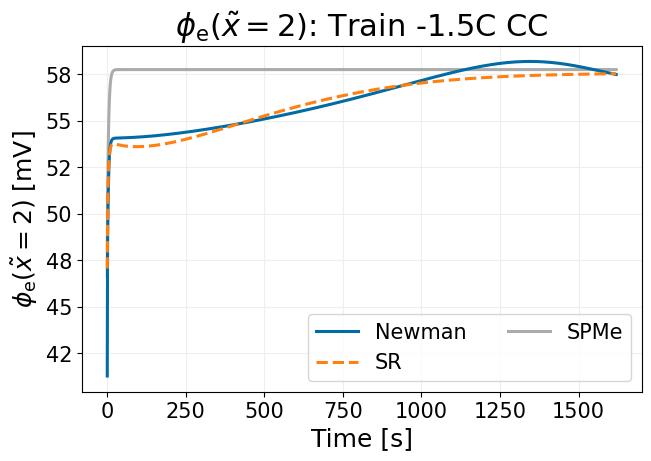 ϕₑ(x̃ = 2): Train -1.5C CC
ϕₑ(x̃ = 2) [mV]
58
55
52
50
48
45
42
Newman
SPMe
SR
0 250 500 750 1000 1250 1500
Time [s]